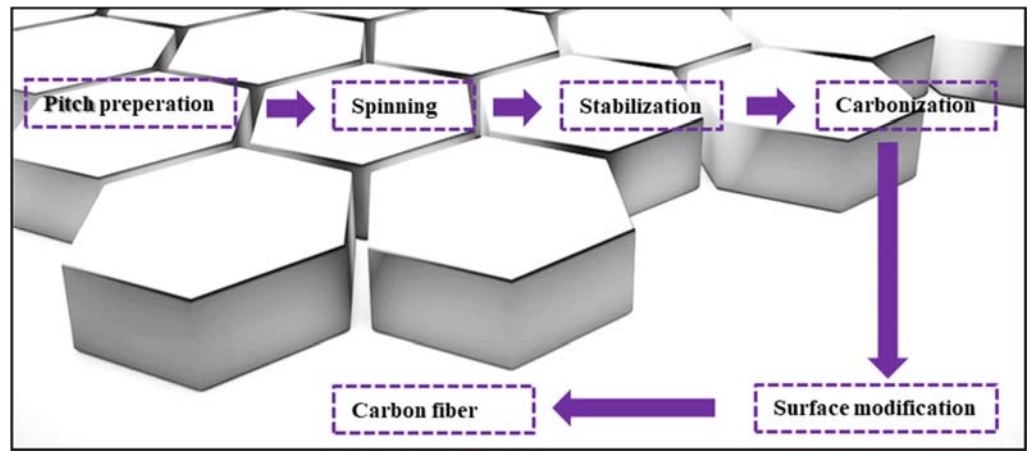 Pitch preperation
Spinning
Stabilization
Carbonization
Surface modification
Carbon fiber